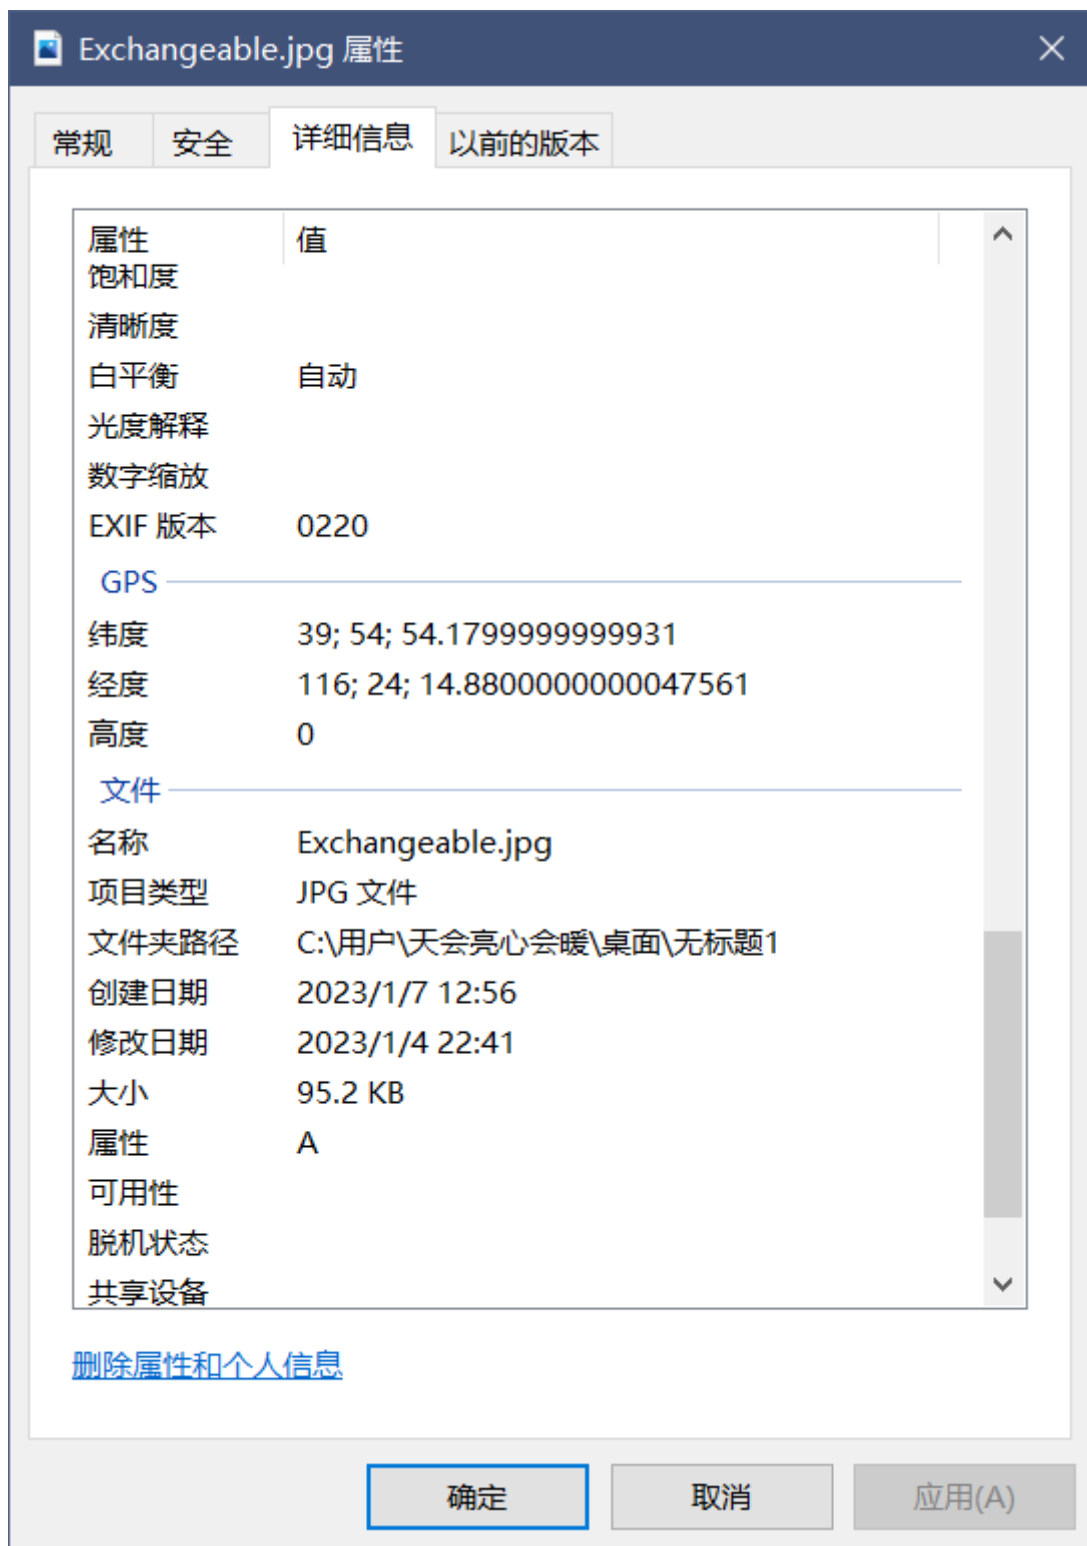 Exchangeable.jpg 属性
常规 安全 详细信息 以前的版本
属性 值
饱和度
清晰度
白平衡 自动
光度解释
数字缩放
EXIF 版本 0220
GPS
纬度 39; 54; 54.1799999999931
经度 116; 24; 14.8800000000047561
高度 0
文件
名称 Exchangeable.jpg
项目类型 JPG 文件
文件夹路径 C:\用户\天会亮心会暖\桌面\无标题1
创建日期 2023/1/7 12:56
修改日期 2023/1/4 22:41
大小 95.2 KB
属性 A
可用性
脱机状态
共享设备
删除属性和个人信息
确定 取消 应用(A)